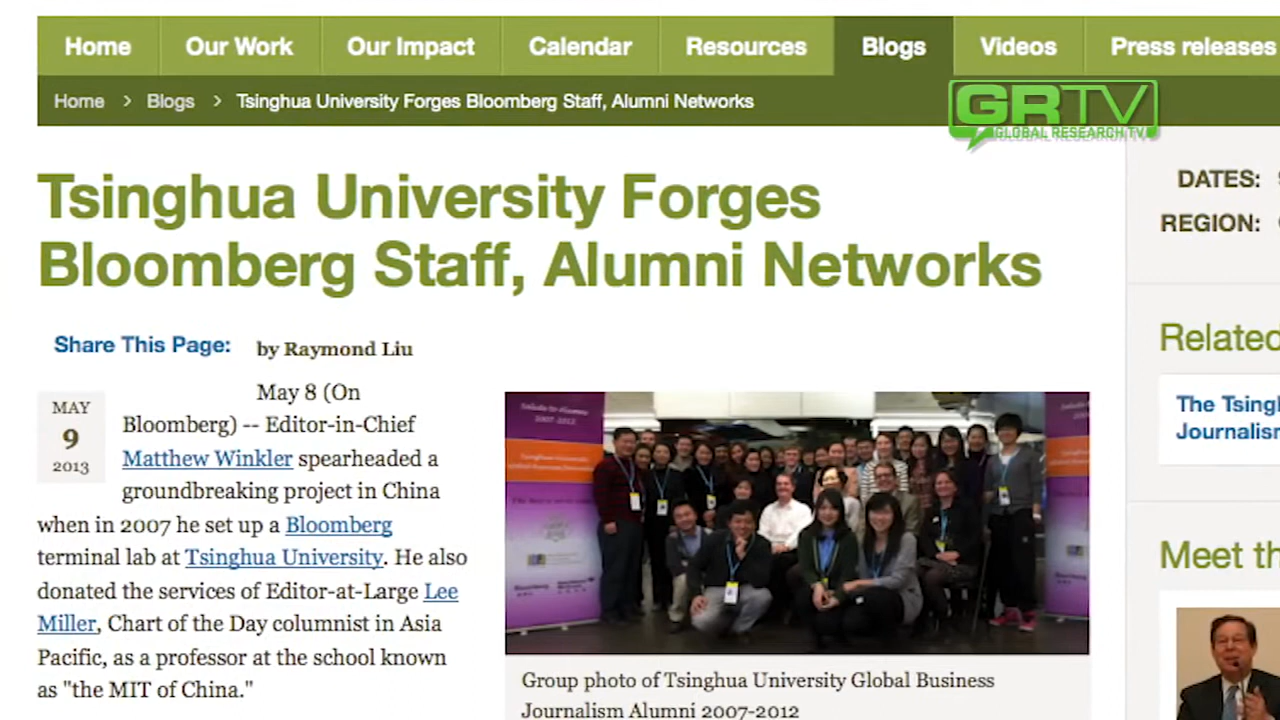 Home Our Work Our Impact Calendar Resources Blogs Videos Press releases
Home > Blogs > Tsinghua University Forges Bloomberg Staff, Alumni Networks
GRTV
GLOBAL RESEARCH TV
Tsinghua University Forges
Bloomberg Staff, Alumni Networks
Share This Page:
by Raymond Liu
MAY
9
2013
May 8 (On
Bloomberg) -- Editor-in-Chief
Matthew Winkler spearheaded a
groundbreaking project in China
when in 2007 he set up a Bloomberg
terminal lab at Tsinghua University. He also
donated the services of Editor-at-Large Lee
Miller, Chart of the Day columnist in Asia
Pacific, as a professor at the school known
as "the MIT of China."
2007-2012
Group photo of Tsinghua University Global Business
Journalism Alumni 2007-2012
DATES:
REGION:
Related
The
Meet